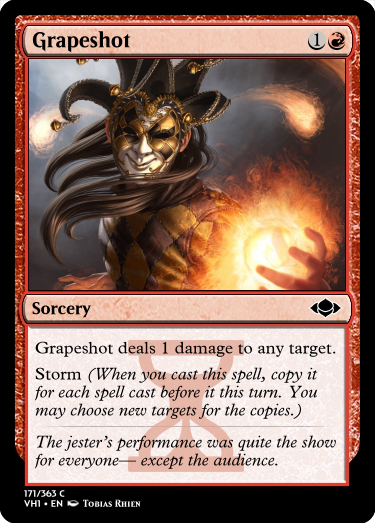 Grapeshot 1
Sorcery
Grapeshot deals 1 damage to any target.
Storm (When you cast this spell, copy it
for each spell cast before it this turn. You
may choose new targets for the copies.)
The jester's performance was quite the show
for everyone— except the audience.
171/363 C
VH1 • EN Tobias Rhien